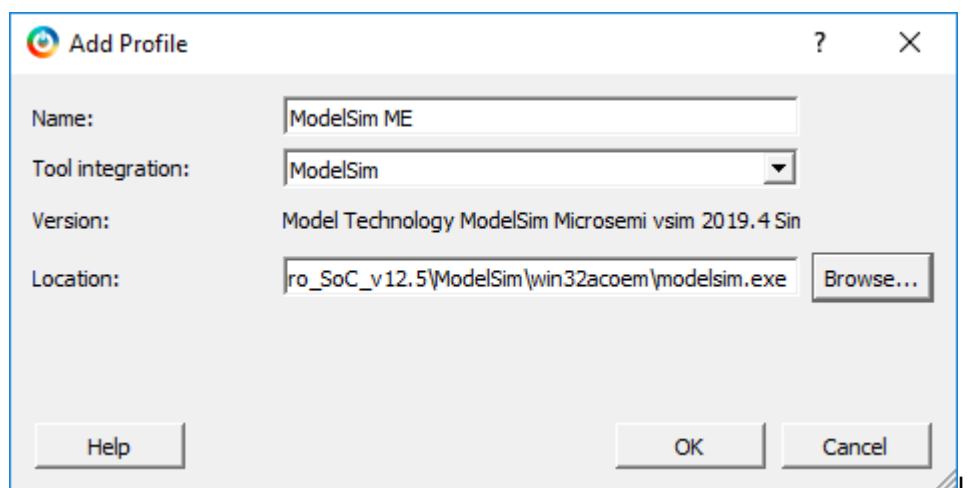 Add Profile
?
Name:
ModelSim ME
Tool integration:
ModelSim
Version:
Model Technology ModelSim Microsemi vsim 2019.4 Sin
Location:
ro_SoC_v12.5\ModelSim\win32acoem\modelsim.exe
Browse...
Help
OK
Cancel